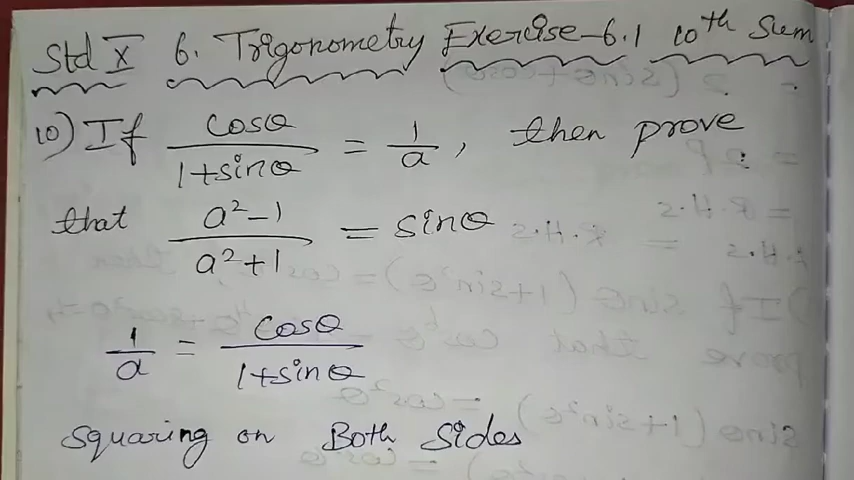 Std X 6. Trigonometry Exercise-6.1 10th Sum
10) If cosθ/1+sinθ = 1/a, then prove
that a²-1/a²+1 = sinθ
1/a = cosθ/1+sinθ
Squaring on Both Sides